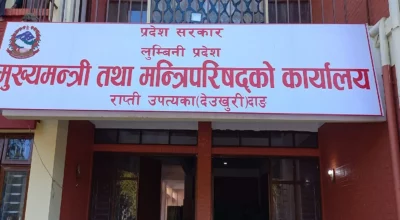 प्रदेश सरकार
लुम्बिनी प्रदेश
मुख्यमन्त्री तथा मन्त्रिपरिषद्को कार्यालय
राप्ती उपत्यका(देउखुरी)दाङ